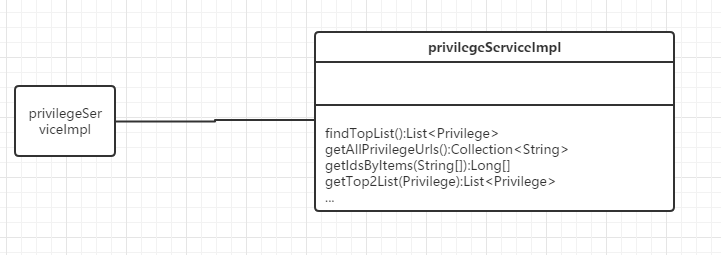 privilegeSer
viceImpl
privilegeServiceImpl
findTopList():List<Privilege>
getAllPrivilegeUrls():Collection<String>
getIdsByItems(String[]):Long[]
getTop2List(Privilege):List<Privilege>
...